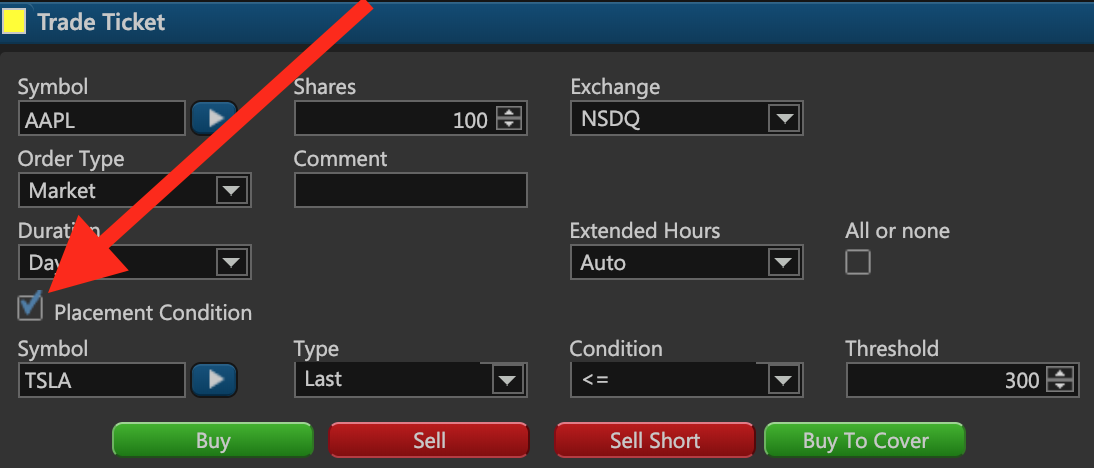 Trade Ticket
Symbol Shares Exchange
AAPL 100 NSDQ
Order Type Comment
Market
Duration Extended Hours All or none
Day Auto
Placement Condition
Symbol Type Condition Threshold
TSLA Last <= 300
Buy Sell Sell Short Buy To Cover